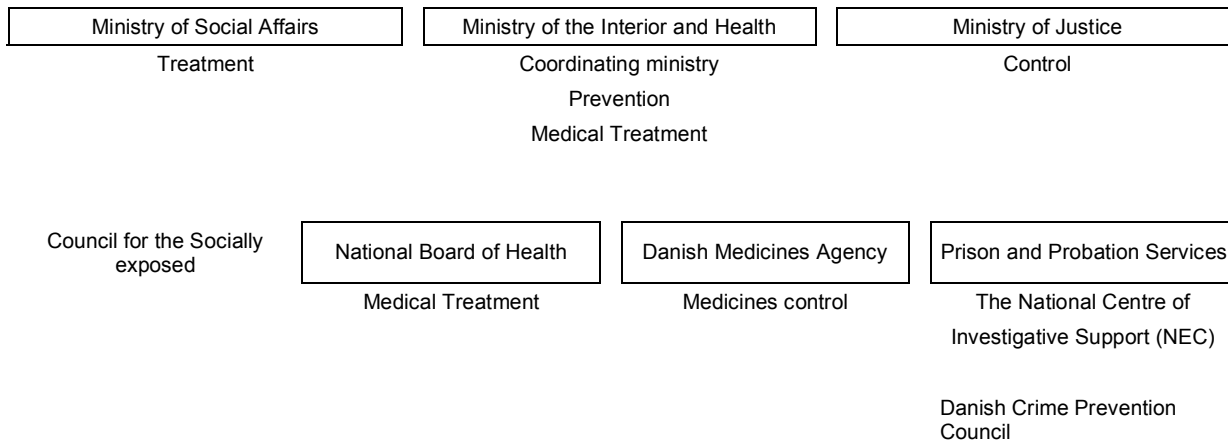 Ministry of Social Affairs
Ministry of the Interior and Health
Ministry of Justice
Treatment
Coordinating ministry
Control
Prevention
Medical Treatment
Council for the Socially
exposed
National Board of Health
Danish Medicines Agency
Prison and Probation Services
Medical Treatment
Medicines control
The National Centre of
Investigative Support (NEC)
Danish Crime Prevention
Council